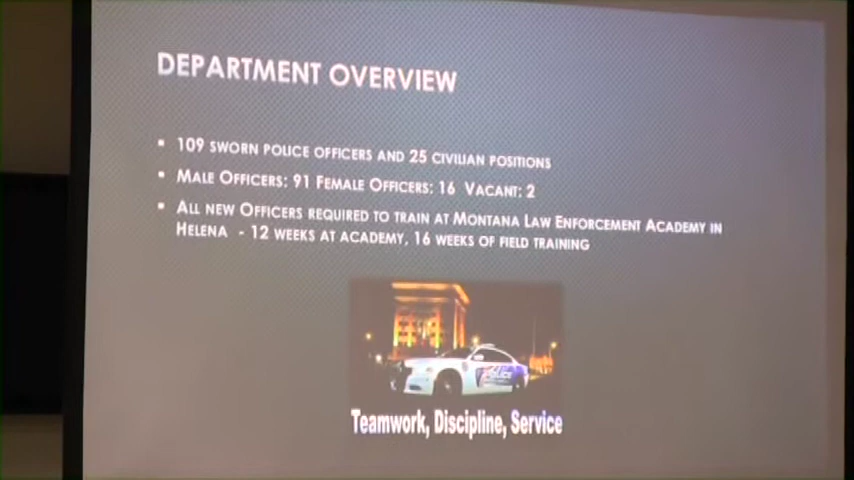 DEPARTMENT OVERVIEW
▪ 109 SWORN POLICE OFFICERS AND 25 CIVILIAN POSITIONS
▪ MALE OFFICERS: 91 FEMALE OFFICERS: 16 VACANT: 2
▪ ALL NEW OFFICERS REQUIRED TO TRAIN AT MONTANA LAW ENFORCEMENT ACADEMY IN
HELENA - 12 WEEKS AT ACADEMY, 16 WEEKS OF FIELD TRAINING
POLICE
Teamwork, Discipline, Service